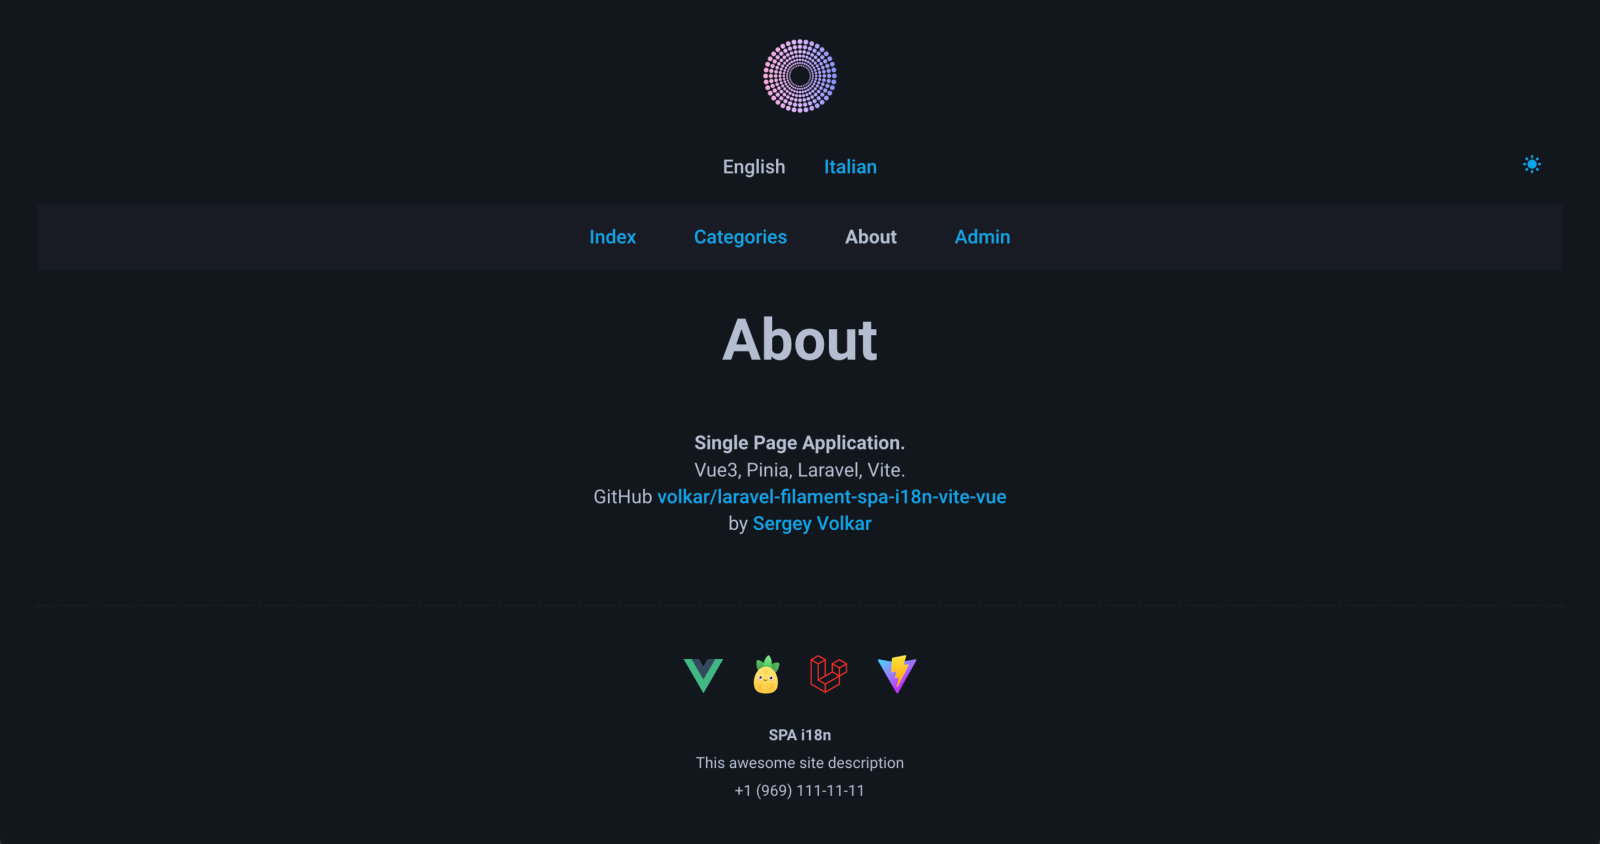 English Italian
Index Categories About Admin
About
Single Page Application.
Vue3, Pinia, Laravel, Vite.
GitHub volkar/laravel-filament-spa-i18n-vite-vue
by Sergey Volkar
SPA i18n
This awesome site description
+1 (969) 111-11-11